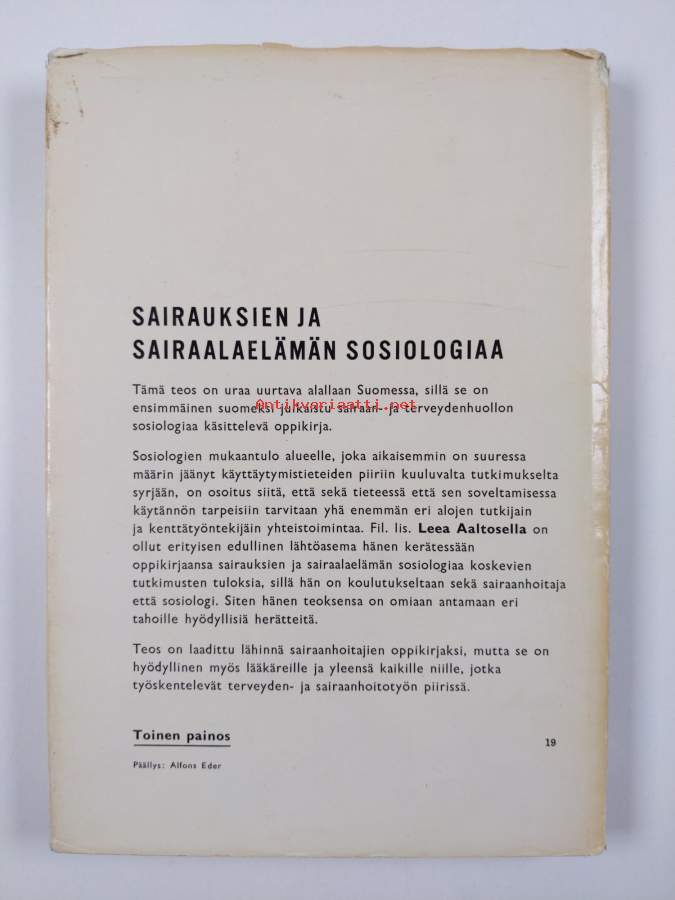 SAIRAUKSIEN JA
SAIRAALAELÄMÄN SOSIOLOGIAA
Tämä teos on uraa uurtava alallaan Suomessa, sillä se on
ensimmäinen suomeksi julkaistu sairaan- ja terveydenhuollon
Antikvariaatti.net
sosiologiaa käsittelevä oppikirja.
Sosiologien mukaantulo alueelle, joka aikaisemmin on suuressa
määrin jäänyt käyttäytymistieteiden piiriin kuuluvalta tutkimukselta
syrjään, on osoitus siitä, että sekä tieteessä että sen soveltamisessa
käytännön tarpeisiin tarvitaan yhä enemmän eri alojen tutkijain
ja kenttätyöntekijäin yhteistoimintaa. Fil. lis. Leea Aaltosella on
ollut erityisen edullinen lähtöasema hänen kerätessään
oppikirjaansa sairauksien ja sairaalaelämän sosiologiaa koskevien
tutkimusten tuloksia, sillä hän on koulutukseltaan sekä sairaanhoitaja
että sosiologi. Siten hänen teoksensa on omiaan antamaan eri
tahoille hyödyllisiä herätteitä.
Teos on laadittu lähinnä sairaanhoitajien oppikirjaksi, mutta se on
hyödyllinen myös lääkäreille ja yleensä kaikille niille, jotka
työskentelevät terveyden- ja sairaanhoitotyön piirissä.
Toinen painos
19
Päällys: Alfons Eder